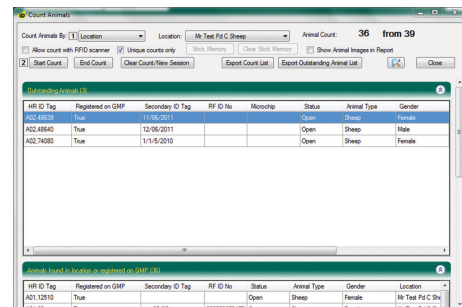 Count Animals
Count Animals By: 1 Location Location: Mr Test Pd C Sheep Animal Count: 36 from 39
Allow count with RFID scanner Unique counts only Stick Memory Clear Stick Memory Show Animal Images in Report
2 Start Count End Count Clear Count/New Session Export Count List Export Outstanding Animal List Close
Outstanding Animals (3)
HR ID Tag Registered on GMP Secondary ID Tag RF ID No Microchip Status Animal Type Gender
A02,48639 True 11/06/2011 Open Sheep Female
A02,48640 True 12/06/2011 Open Sheep Male
A02,74080 True 1/1/5/2010 Open Sheep Female
Animals found in location or registered on GMP (36)
HR ID Tag Registered on GMP Secondary ID Tag RF ID No Status Animal Type Gender Location
A01,12510 True Open Sheep Female Mr Test Pd C Sh